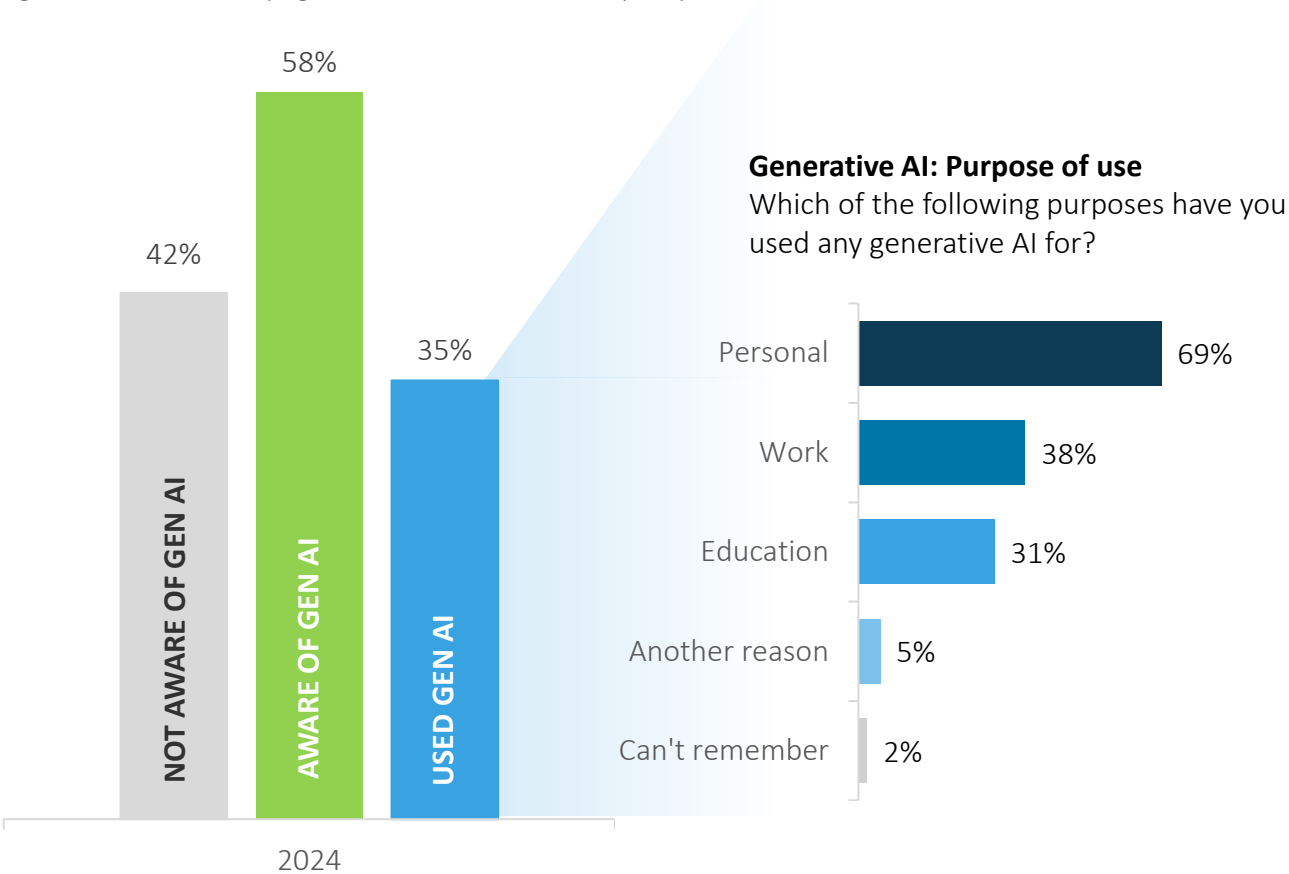 58%
42%
35%
NOT AWARE OF GEN AI
AWARE OF GEN AI
USED GEN AI
2024
Generative AI: Purpose of use
Which of the following purposes have you
used any generative AI for?
Personal 69%
Work 38%
Education 31%
Another reason 5%
Can't remember 2%